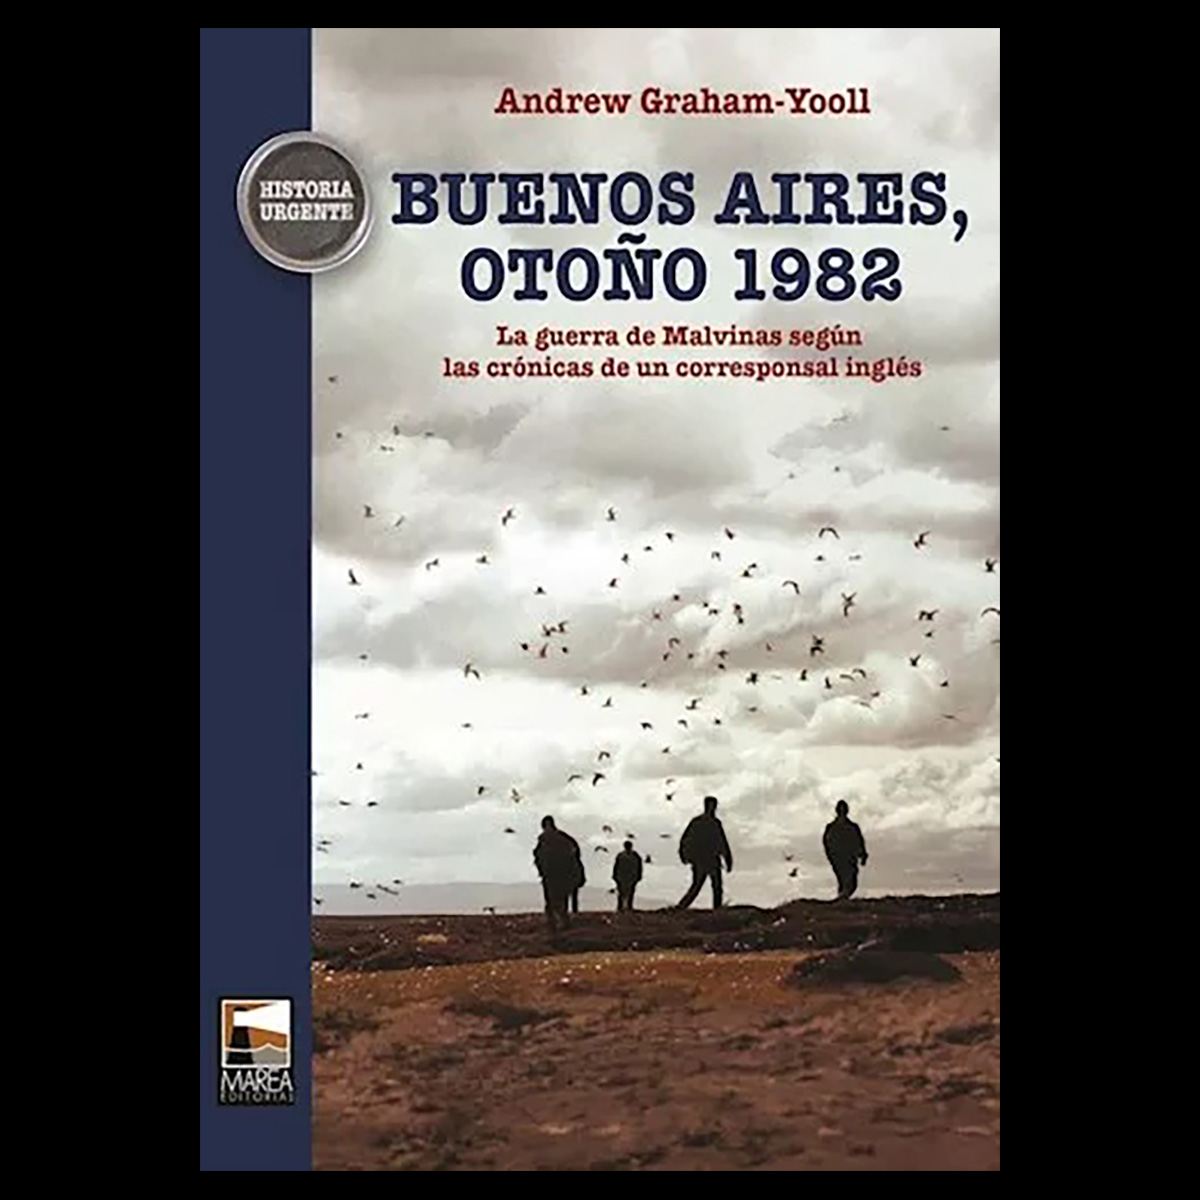 Andrew Graham-Yooll
HISTORIA
URGENTE
BUENOS AIRES,
OTOÑO 1982
La guerra de Malvinas según
las crónicas de un corresponsal inglés
MAREA
EDITORIAL